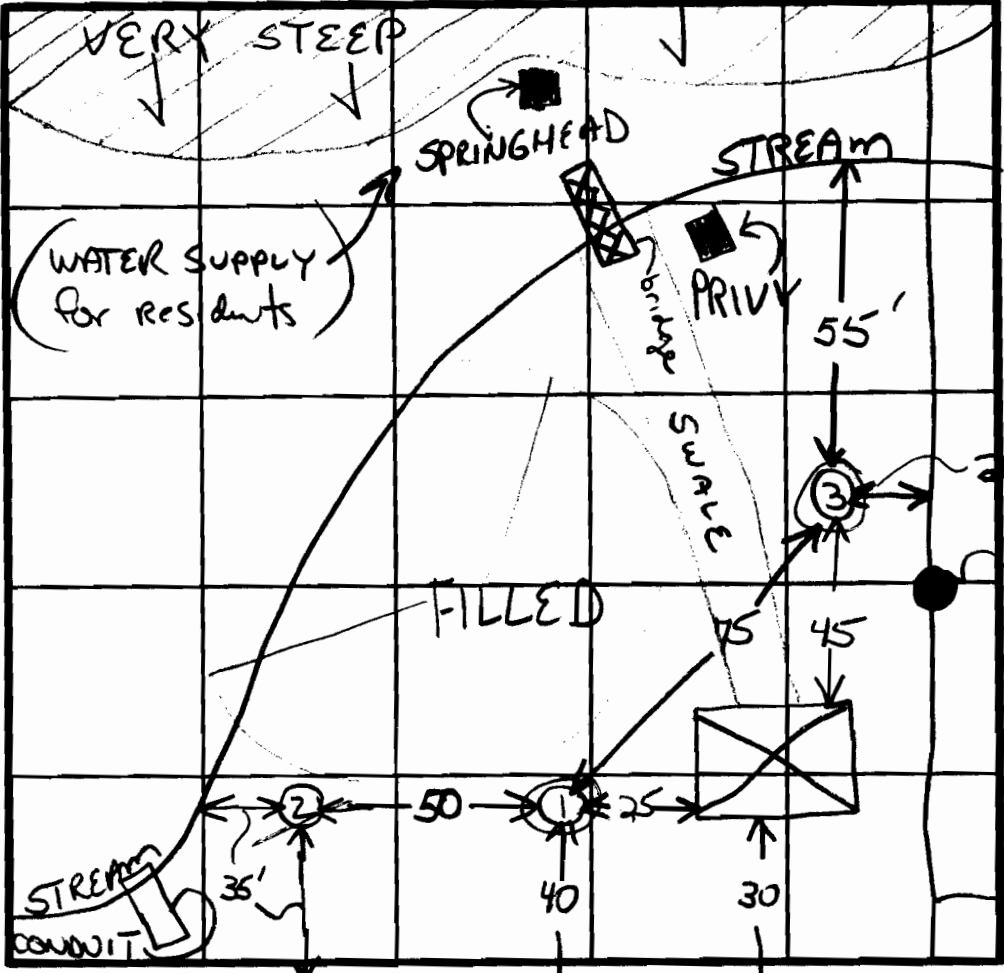 VERY STEEP
SPRINGHEAD
STREAM
(WATER SUPPLY
for residents)
bridge
PRIVY
55'
SWALE
3
FILLED
75
45
2
50
1
25
35'
40
30
STREAM
CONDUIT